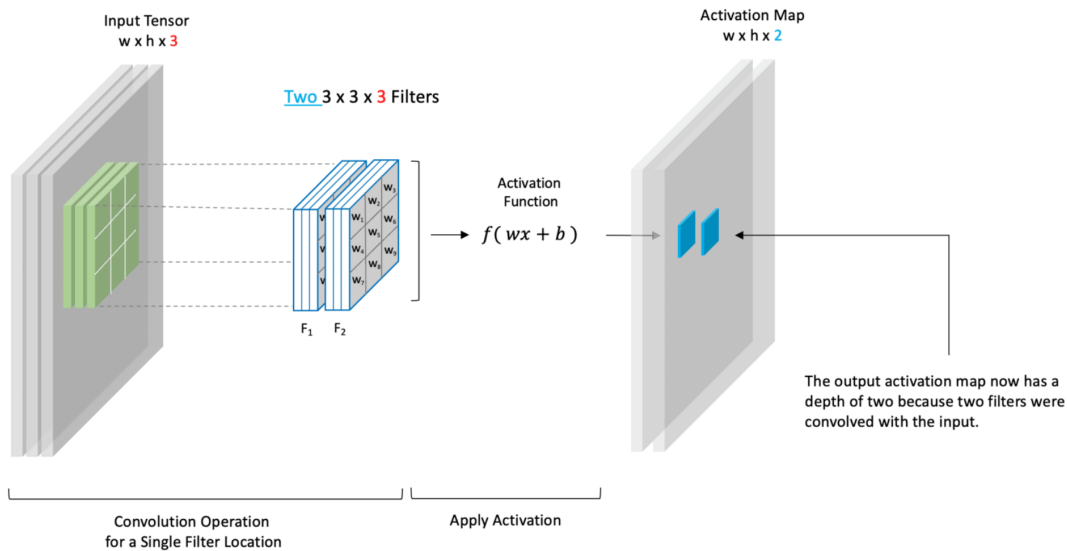 Input Tensor
w x h x 3
Two 3 x 3 x 3 Filters
W
W
W
W₁
W₂
W₃
W₄
W₅
W₆
W₇
W₈
W₉
F₁
F₂
Activation
Function
f( wx + b )
Activation Map
w x h x 2
The output activation map now has a
depth of two because two filters were
convolved with the input.
Convolution Operation
for a Single Filter Location
Apply Activation